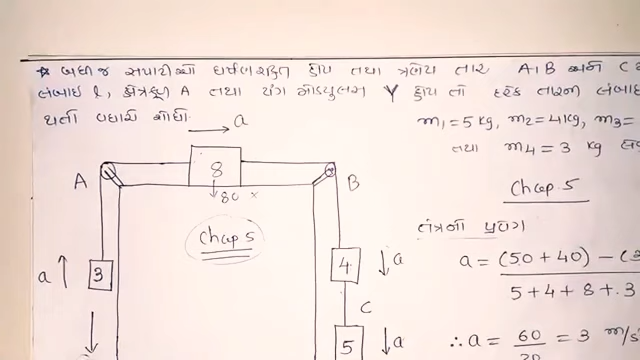 * બધી જ સપાટીઓ ઘર્ષણરહિત હોય તથા ત્રણેય તાર A, B અને C ની
લંબાઇ l, ક્ષેત્રફળ A તથા યંગ મોડ્યુલસ Y હોય તો દરેક તારની લંબાઇ
થતો વધારો શોધો.
m₁ = 5 kg, m₂ = 4 kg, m₃ =
તથા m₄ = 3 kg
a
A
8
B
80
Chap 5
Chap 5
તંત્રનો પ્રવેગ
a = (50 + 40) − (3
5 + 4 + 8 + 3
a
3
4
a
C
5
a
∴ a = 60/20 = 3 m/s